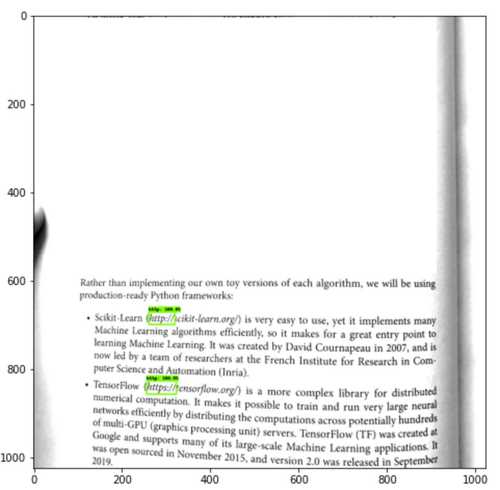 0
200
400
600
800
1000
Rather than implementing our own toy versions of each algorithm, we will be using
production-ready Python frameworks:
http:
• Scikit-Learn (http://scikit-learn.org/) is very easy to use, yet it implements many
Machine Learning algorithms efficiently, so it makes for a great entry point to
learning Machine Learning. It was created by David Cournapeau in 2007, and is
now led by a team of researchers at the French Institute for Research in Com-
puter Science and Automation (Inria).
http:
• TensorFlow (https://tensorflow.org/) is a more complex library for distributed
numerical computation. It makes it possible to train and run very large neural
networks efficiently by distributing the computations across potentially hundreds
of multi-GPU (graphics processing unit) servers. TensorFlow (TF) was created at
Google and supports many of its large-scale Machine Learning applications. It
was open sourced in November 2015, and version 2.0 was released in September
2019.
0 200 400 600 800 1000